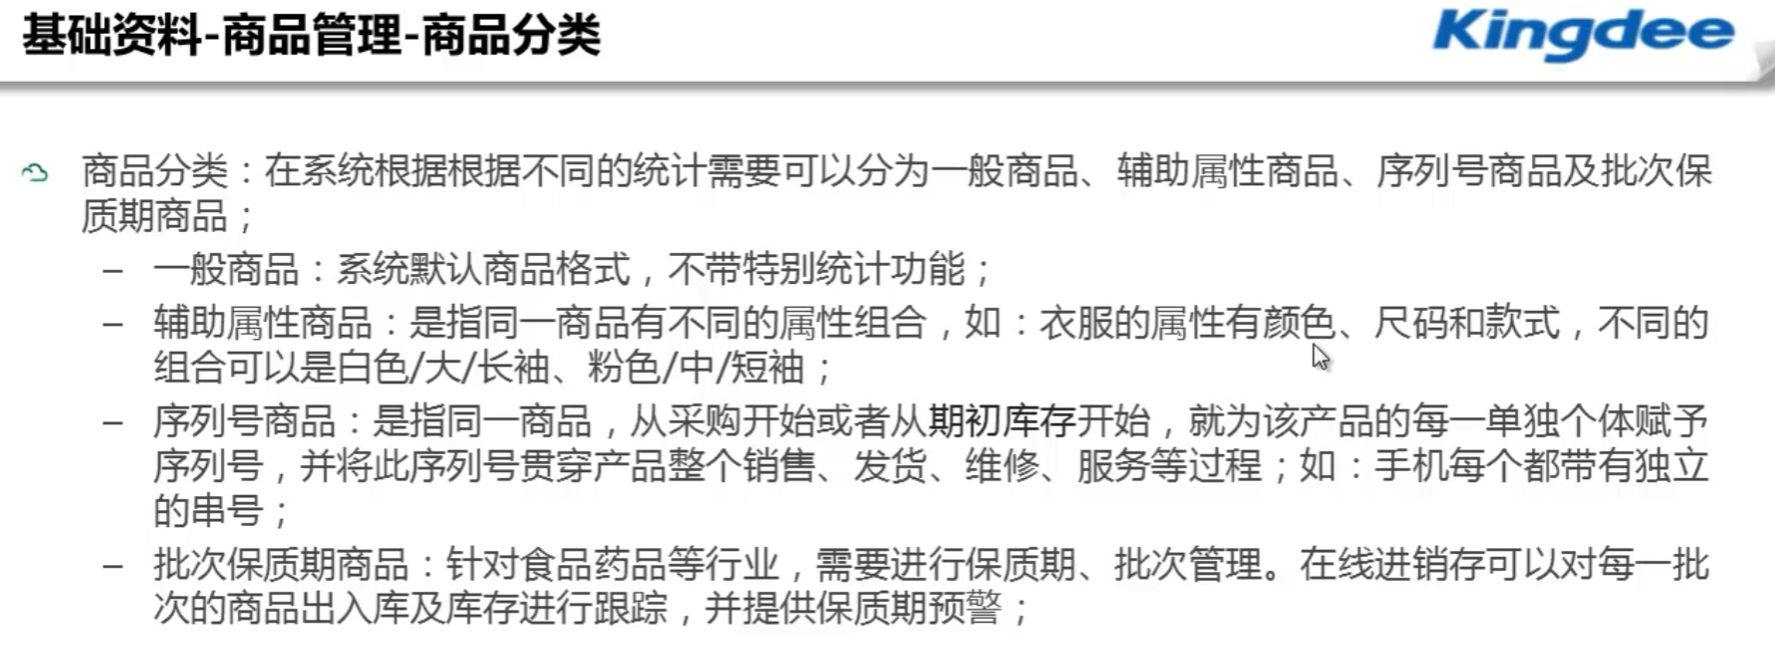 基础资料-商品管理-商品分类
Kingdee
商品分类：在系统根据根据不同的统计需要可以分为一般商品、辅助属性商品、序列号商品及批次保
质期商品；
– 一般商品：系统默认商品格式，不带特别统计功能；
– 辅助属性商品：是指同一商品有不同的属性组合，如：衣服的属性有颜色、尺码和款式，不同的
组合可以是白色/大/长袖、粉色/中/短袖；
– 序列号商品：是指同一商品，从采购开始或者从期初库存开始，就为该产品的每一单独个体赋予
序列号，并将此序列号贯穿产品整个销售、发货、维修、服务等过程；如：手机每个都带有独立
的串号；
– 批次保质期商品：针对食品药品等行业，需要进行保质期、批次管理。在线进销存可以对每一批
次的商品出入库及库存进行跟踪，并提供保质期预警；